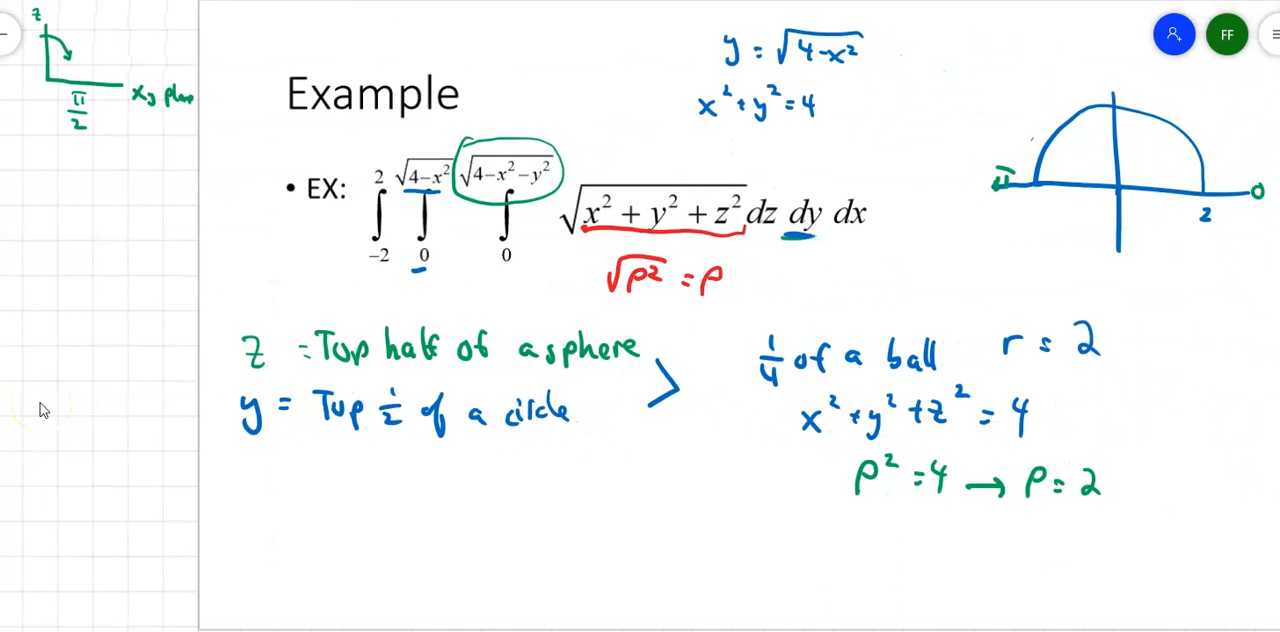 z
xy plane
π/2
FF
y = √4-x²
x² + y² = 4
Example
• EX: ∫_{-2}^{2} ∫_{0}^{√4-x²} ∫_{0}^{√4-x²-y²} √x² + y² + z² dz dy dx
√ρ² = ρ
π 0
2
z = Top half of a sphere
y = Top ½ of a circle
¼ of a ball r = 2
x² + y² + z² = 4
ρ² = 4 → ρ = 2